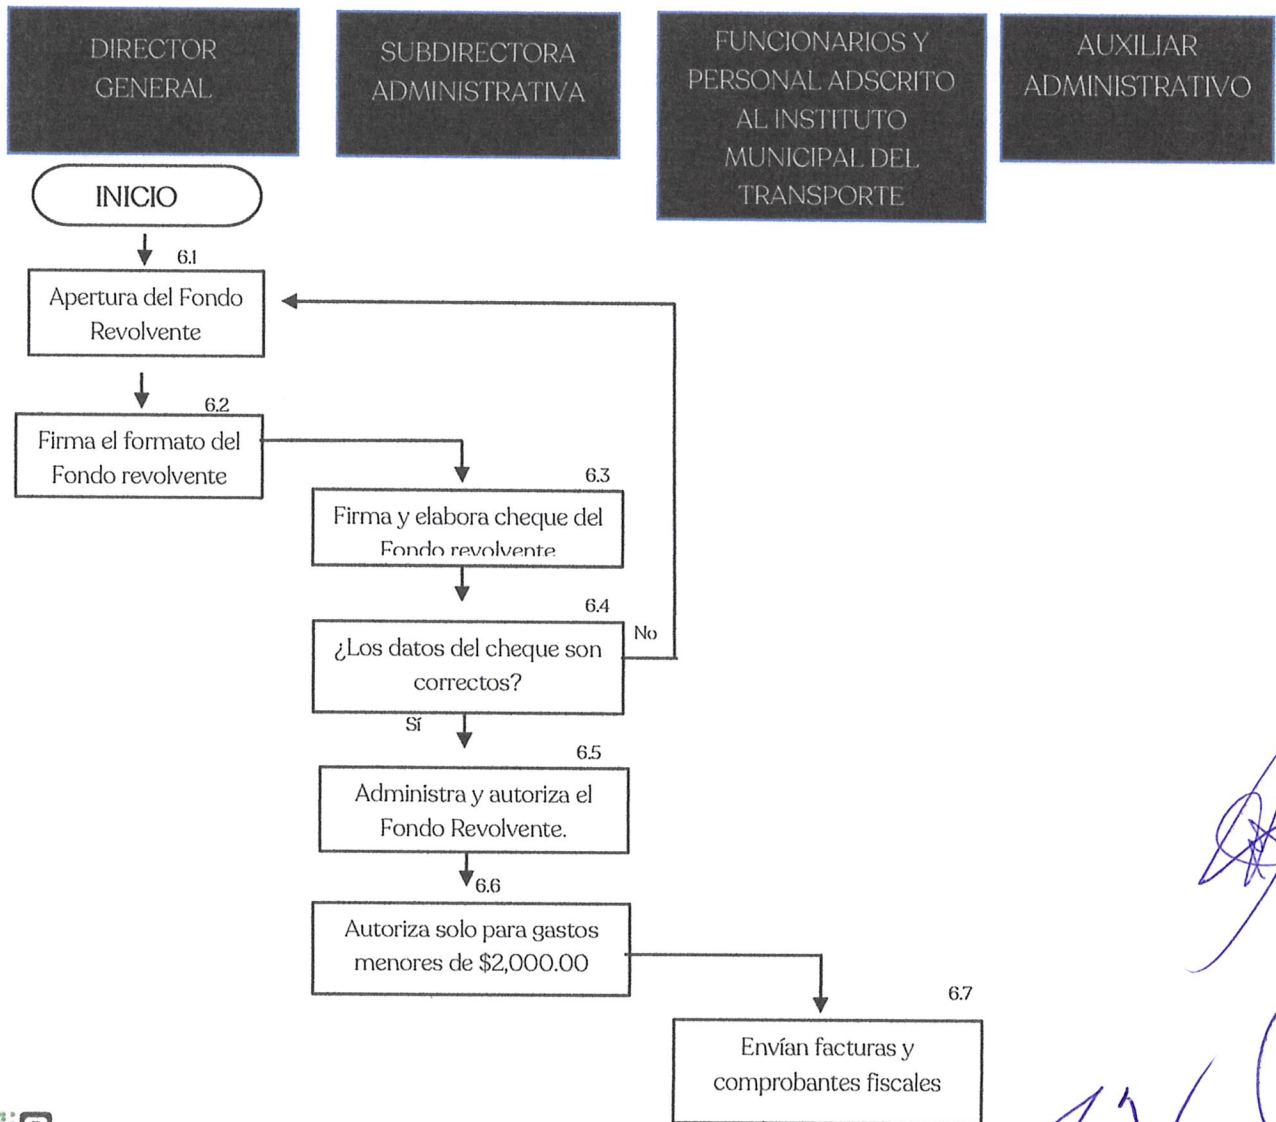 DIRECTOR
GENERAL
SUBDIRECTORA
ADMINISTRATIVA
FUNCIONARIOS Y
PERSONAL ADSCRITO
AL INSTITUTO
MUNICIPAL DEL
TRANSPORTE
AUXILIAR
ADMINISTRATIVO
INICIO
6.1
Apertura del Fondo
Revolvente
6.2
Firma el formato del
Fondo revolvente
6.3
Firma y elabora cheque del
Fondo revolvente
6.4
¿Los datos del cheque son
correctos?
No
Sí
6.5
Administra y autoriza el
Fondo Revolvente.
6.6
Autoriza solo para gastos
menores de $2,000.00
6.7
Envían facturas y
comprobantes fiscales